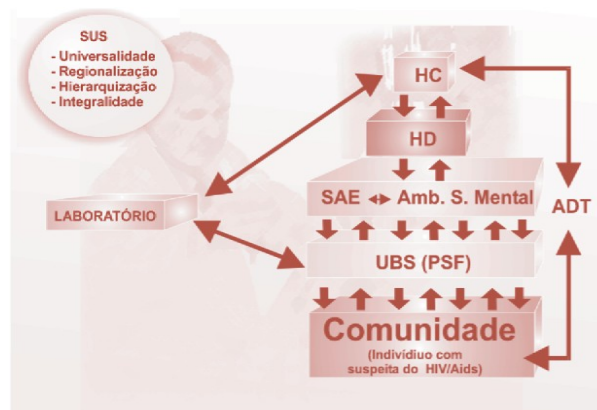 SUS
- Universalidade
- Regionalização
- Hierarquização
- Integralidade
HC
HD
SAE ↔ Amb. S. Mental
ADT
LABORATÓRIO
UBS (PSF)
Comunidade
(Indivídiuo com
suspeita do HIV/Aids)